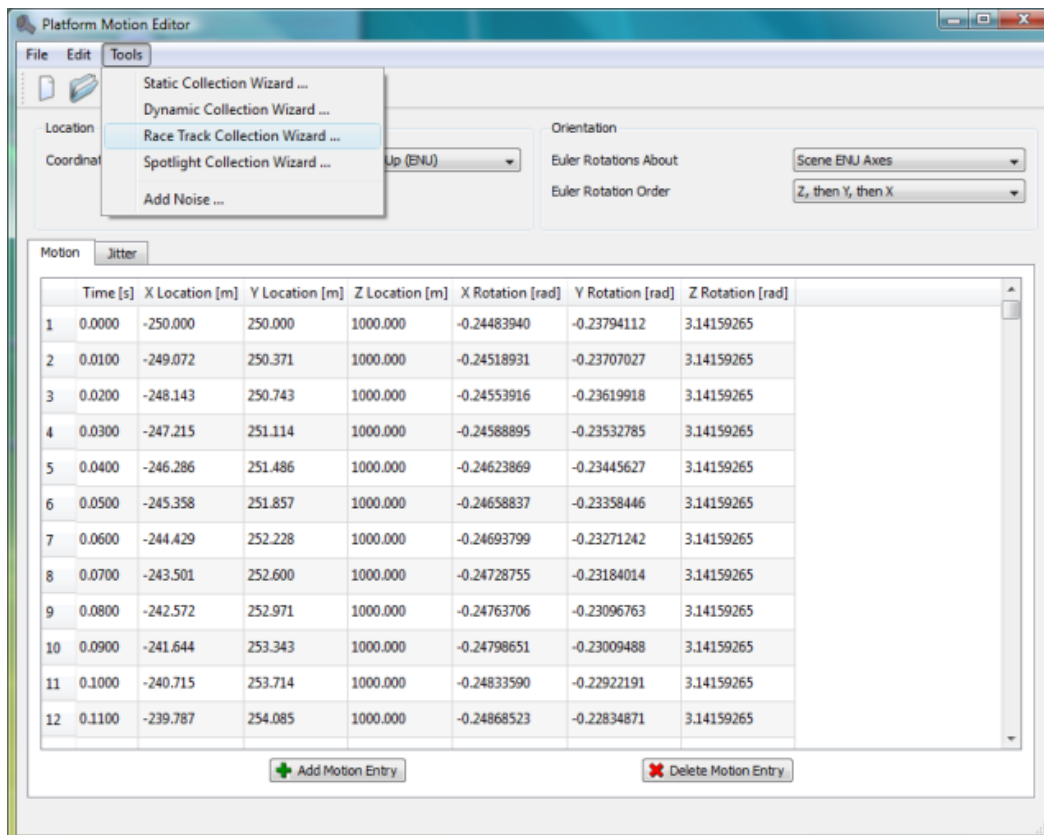 Platform Motion Editor
File Edit Tools
Static Collection Wizard ...
Dynamic Collection Wizard ...
Race Track Collection Wizard ...
Spotlight Collection Wizard ...
Add Noise ...
Location
Coordinat
Up (ENU)
Orientation
Euler Rotations About Scene ENU Axes
Euler Rotation Order Z, then Y, then X
Motion Jitter
Time [s] X Location [m] Y Location [m] Z Location [m] X Rotation [rad] Y Rotation [rad] Z Rotation [rad]
1 0.0000 -250.000 250.000 1000.000 -0.24483940 -0.23794112 3.14159265
2 0.0100 -249.072 250.371 1000.000 -0.24518931 -0.23707027 3.14159265
3 0.0200 -248.143 250.743 1000.000 -0.24553916 -0.23619918 3.14159265
4 0.0300 -247.215 251.114 1000.000 -0.24588895 -0.23532785 3.14159265
5 0.0400 -246.286 251.486 1000.000 -0.24623869 -0.23445627 3.14159265
6 0.0500 -245.358 251.857 1000.000 -0.24658837 -0.23358446 3.14159265
7 0.0600 -244.429 252.228 1000.000 -0.24693799 -0.23271242 3.14159265
8 0.0700 -243.501 252.600 1000.000 -0.24728755 -0.23184014 3.14159265
9 0.0800 -242.572 252.971 1000.000 -0.24763706 -0.23096763 3.14159265
10 0.0900 -241.644 253.343 1000.000 -0.24798651 -0.23009488 3.14159265
11 0.1000 -240.715 253.714 1000.000 -0.24833590 -0.22922191 3.14159265
12 0.1100 -239.787 254.085 1000.000 -0.24868523 -0.22834871 3.14159265
Add Motion Entry Delete Motion Entry